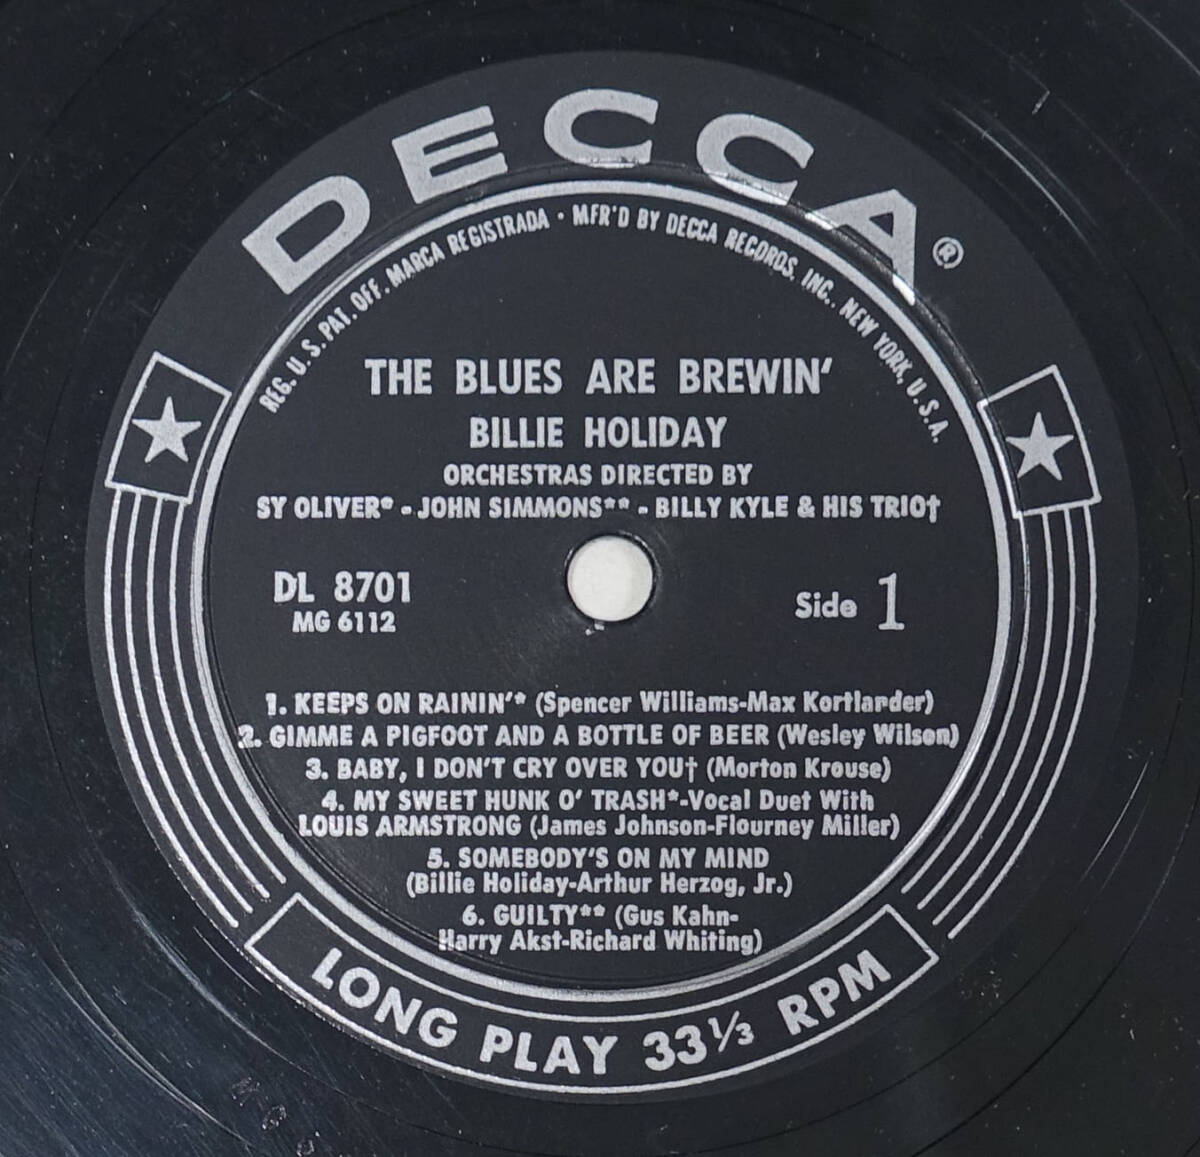 DECCA®
REG. U.S. PAT. OFF. MARCA REGISTRADA • MFR'D BY DECCA RECORDS, INC., NEW YORK, U.S.A.
THE BLUES ARE BREWIN'
BILLIE HOLIDAY
ORCHESTRAS DIRECTED BY
SY OLIVER* - JOHN SIMMONS** - BILLY KYLE & HIS TRIO†
DL 8701
MG 6112
Side 1
1. KEEPS ON RAININ'* (Spencer Williams-Max Kortlander)
2. GIMME A PIGFOOT AND A BOTTLE OF BEER (Wesley Wilson)
3. BABY, I DON'T CRY OVER YOU† (Morton Krouse)
4. MY SWEET HUNK O' TRASH*-Vocal Duet With
LOUIS ARMSTRONG (James Johnson-Flourney Miller)
5. SOMEBODY'S ON MY MIND
(Billie Holiday-Arthur Herzog, Jr.)
6. GUILTY** (Gus Kahn-
Harry Akst-Richard Whiting)
LONG PLAY 33⅓ RPM